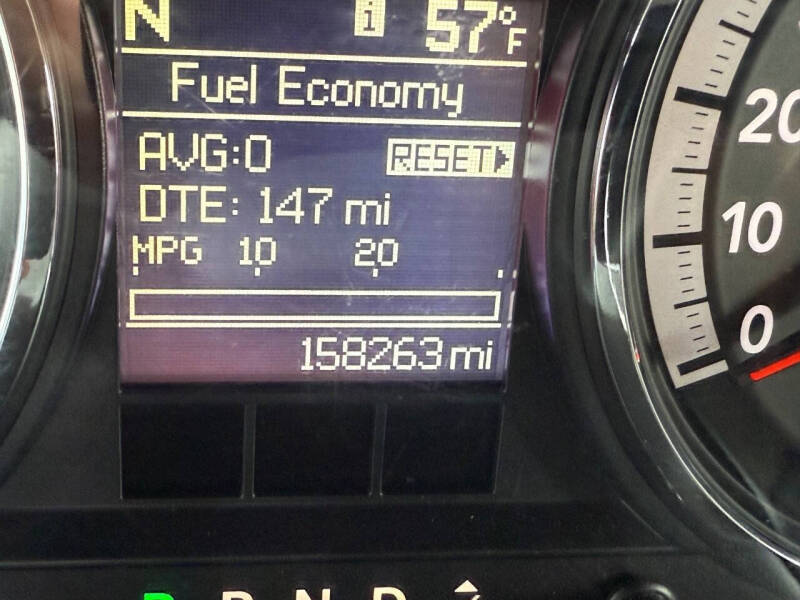 N i 57°F
Fuel Economy
AVG:0 RESET
DTE: 147 mi
MPG 10 20
158263 mi
20
10
0
P R N D